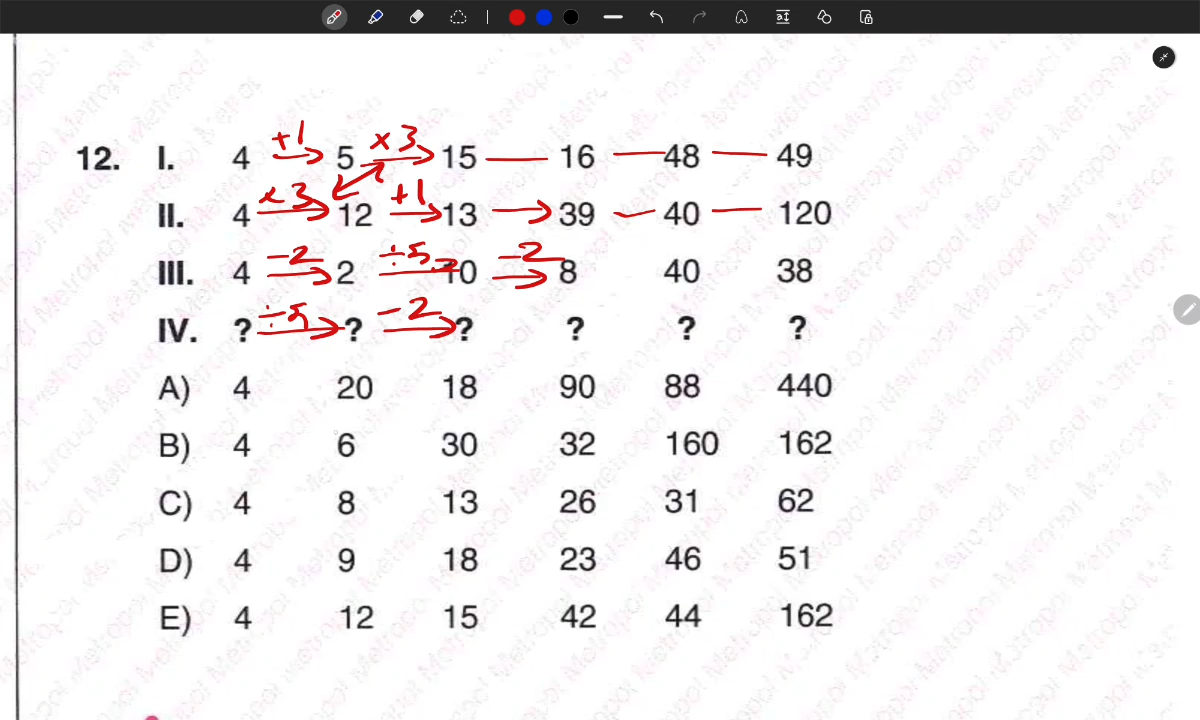 +1 ×3
12. I. 4 5 15 16 48 49
×3 +1
II. 4 12 13 39 40 120
−2 ÷5 −2
III. 4 2 10 8 40 38
÷5 −2
IV. ? ? ? ? ? ?
A) 4 20 18 90 88 440
B) 4 6 30 32 160 162
C) 4 8 13 26 31 62
D) 4 9 18 23 46 51
E) 4 12 15 42 44 162
Metropol